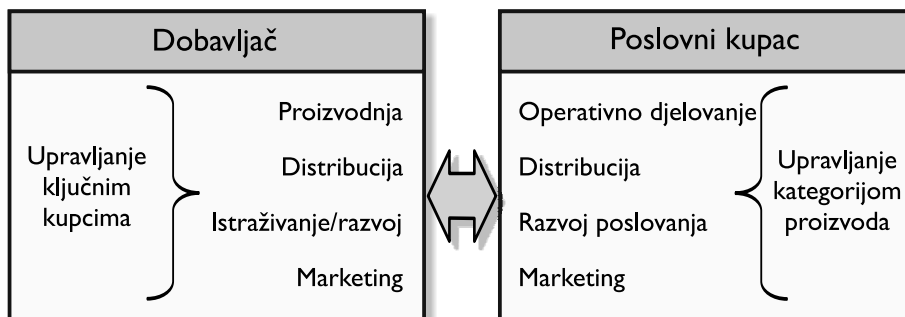 Dobavljač
Upravljanje
ključnim
kupcima
Proizvodnja
Distribucija
Istraživanje/razvoj
Marketing
Poslovni kupac
Operativno djelovanje
Distribucija
Razvoj poslovanja
Marketing
Upravljanje
kategorijom
proizvoda